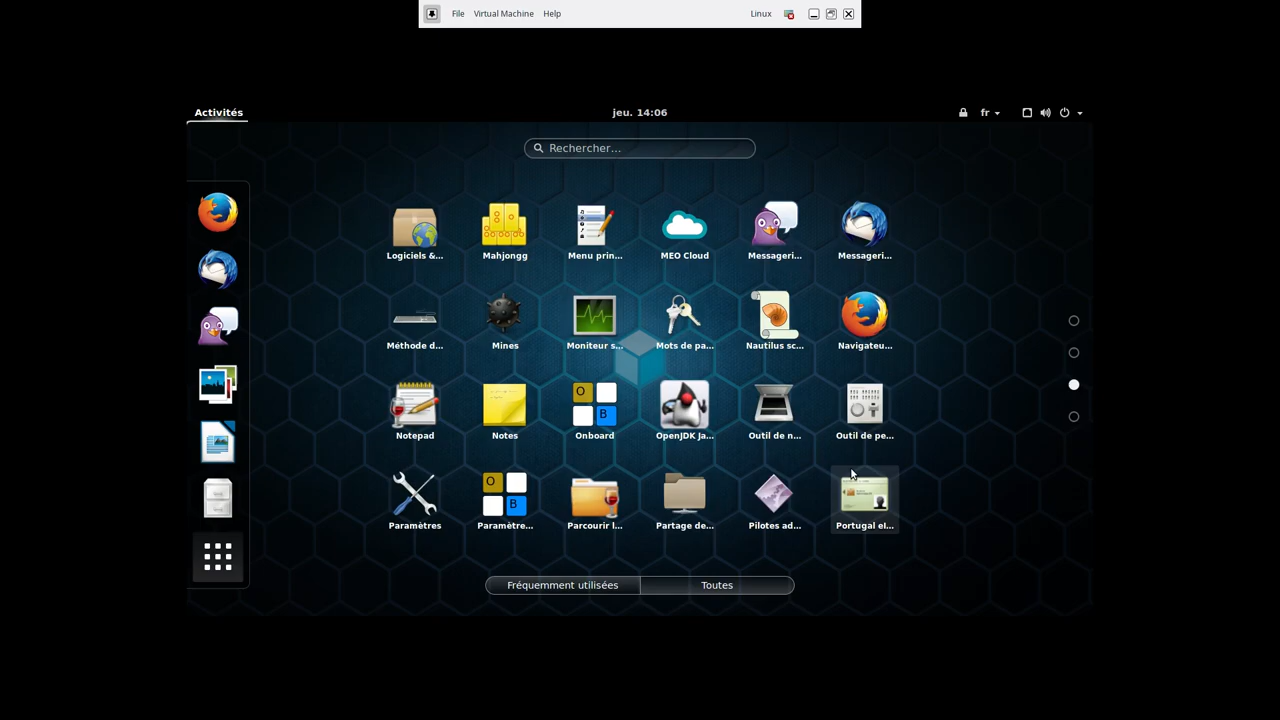 File Virtual Machine Help Linux
Activités jeu. 14:06 fr
Rechercher...
Logiciels &... Mahjongg Menu prin... MEO Cloud Messageri... Messageri...
Méthode d... Mines Moniteur s... Mots de pa... Nautilus sc... Navigateu...
O
B
Notepad Notes Onboard OpenJDK Ja... Outil de n... Outil de pe...
O
B
Paramètres Paramètre... Parcourir l... Partage de... Pilotes ad... Portugal eI...
Fréquemment utilisées Toutes